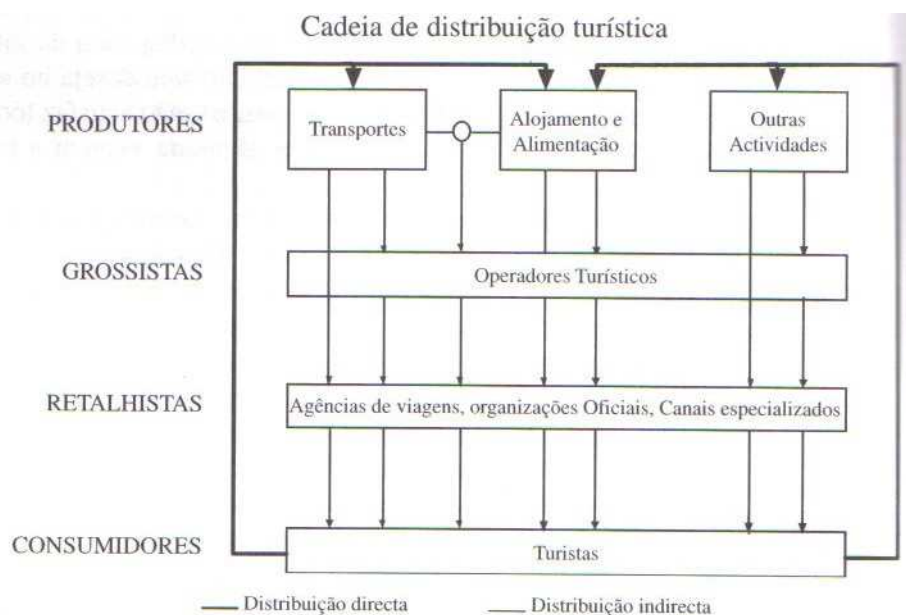 Cadeia de distribuição turística
PRODUTORES
Transportes
Alojamento e
Alimentação
Outras
Actividades
GROSSISTAS
Operadores Turísticos
RETALHISTAS
Agências de viagens, organizações Oficiais, Canais especializados
CONSUMIDORES
Turistas
Distribuição directa
Distribuição indirecta